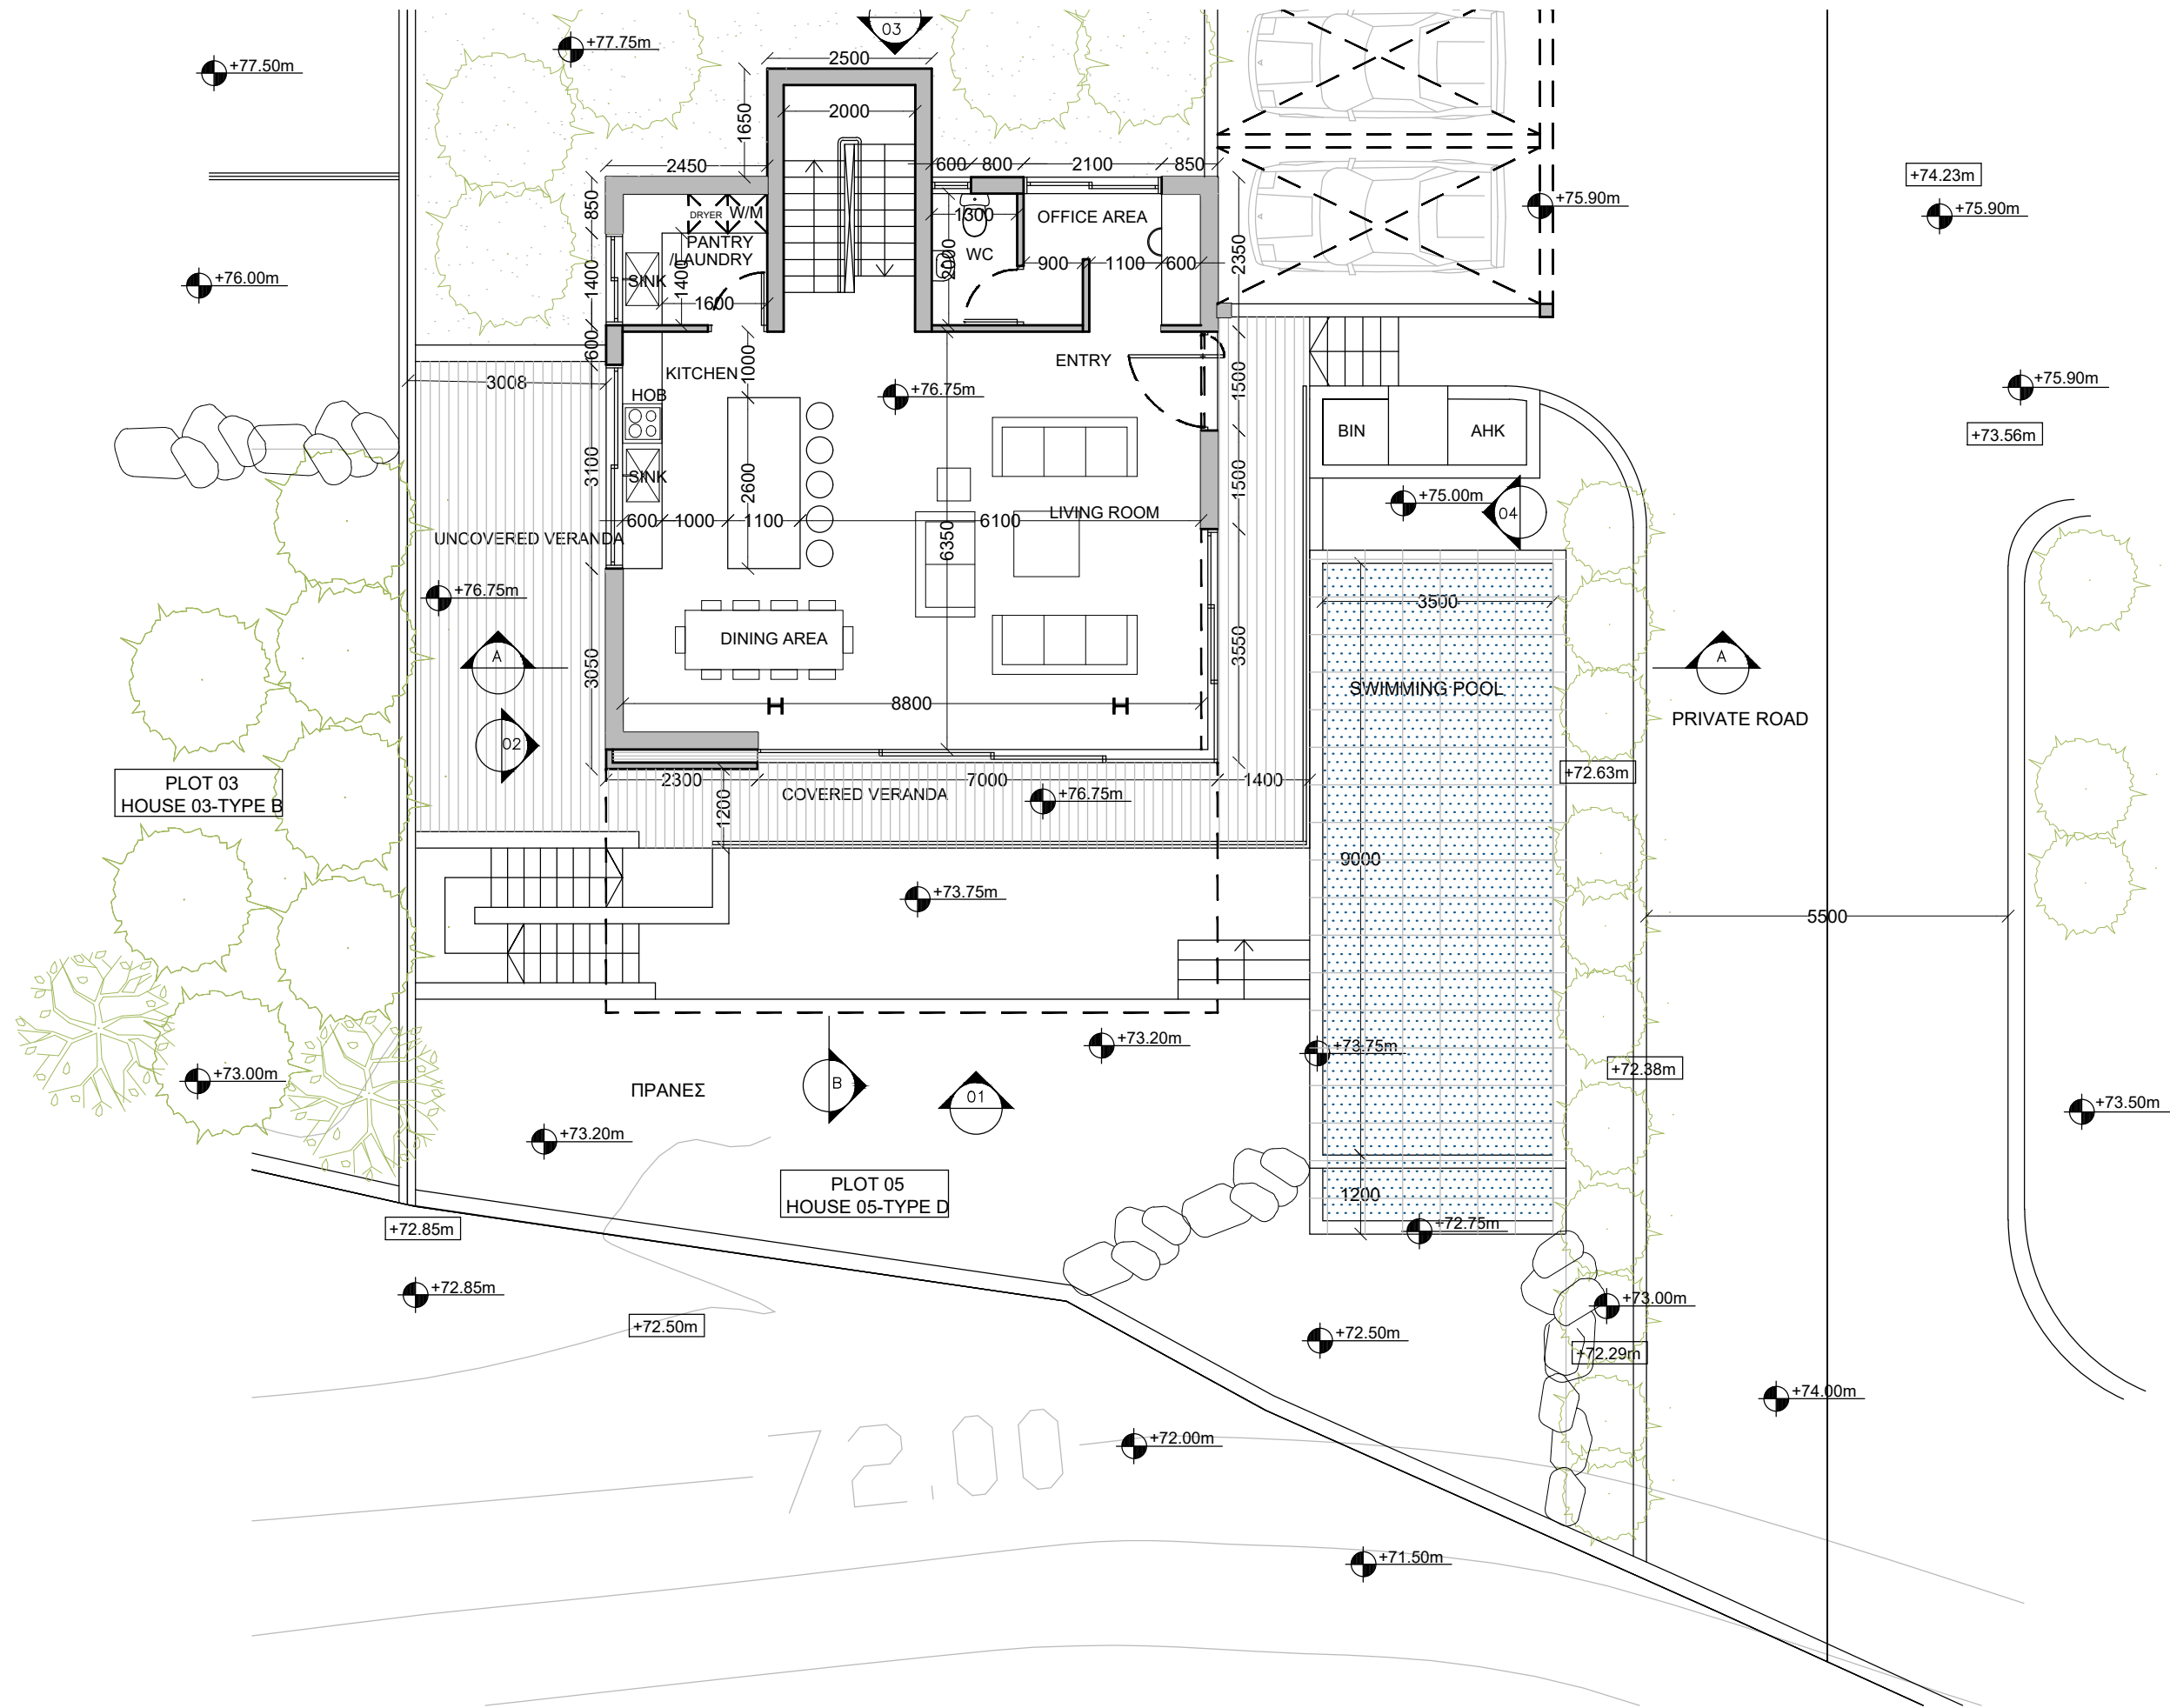 03
+77.75m
+77.50m
2500
2000
1650
2450
600
800
2100
850
+74.23m
+75.90m
+75.90m
850
DRYER
W/M
1300
OFFICE AREA
PANTRY
/LAUNDRY
WC
2000
2350
900
1100
600
+76.00m
1400
SINK
1400
1600
600
ENTRY
1000
KITCHEN
3008
HOB
+76.75m
1500
+75.90m
BIN
AHK
+73.56m
3100
SINK
2600
1500
+75.00m
04
LIVING ROOM
600
1000
1100
6100
6350
UNCOVERED VERANDA
+76.75m
3500
DINING AREA
3050
3550
A
A
SWIMMING POOL
8800
PRIVATE ROAD
02
PLOT 03
HOUSE 03-TYPE B
2300
7000
1400
+72.63m
COVERED VERANDA
+76.75m
1200
9000
+73.75m
5500
+73.20m
+73.75m
+73.00m
+72.38m
ΠΡΑΝΕΣ
B
01
+73.50m
+73.20m
PLOT 05
HOUSE 05-TYPE D
1200
+72.85m
+72.75m
+72.85m
+73.00m
+72.50m
+72.50m
+72.29m
+74.00m
72,00
+72.00m
+71.50m